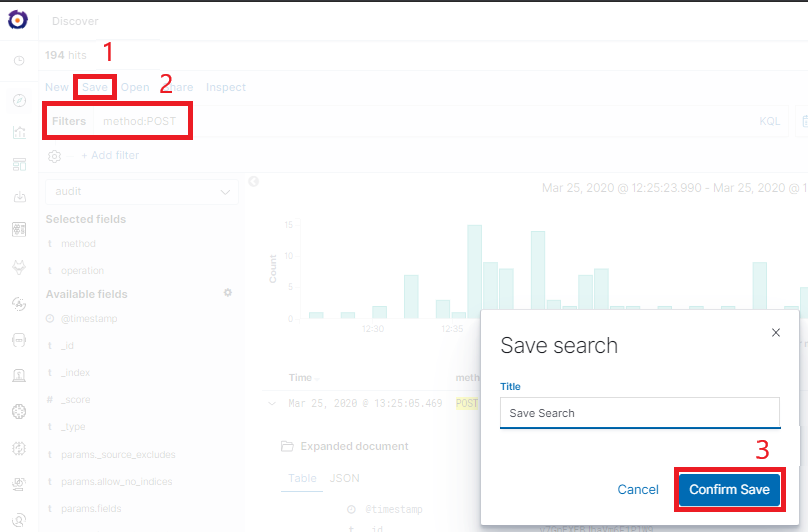 Discover
194 hits
1
New Save Open Share Inspect
2
Filters method:POST KQL
+ Add filter
audit
Mar 25, 2020 @ 12:25:23.990 - Mar 25, 2020 @ 1
Selected fields
t method
t operation
Available fields
@timestamp
t _id
t _index
# _score
t _type
t params._source_excludes
t params.allow_no_indices
t params.fields
Count
15
10
5
0
12:30 12:35
Time
Mar 25, 2020 @ 13:25:05.469 POST
Expanded document
Table JSON
@timestamp
t _id
Save search
Title
Save Search
3
Cancel Confirm Save